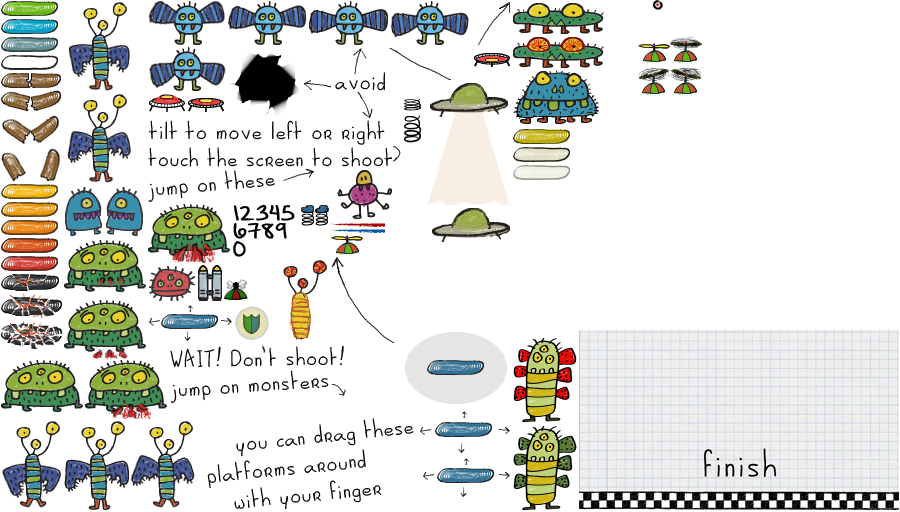 avoid
tilt to move left or right
touch the screen to shoot)
jump on these
12345
6789
0
WAIT! Don't shoot!
jump on monsters
you can drag these
platforms around
with your finger
finish